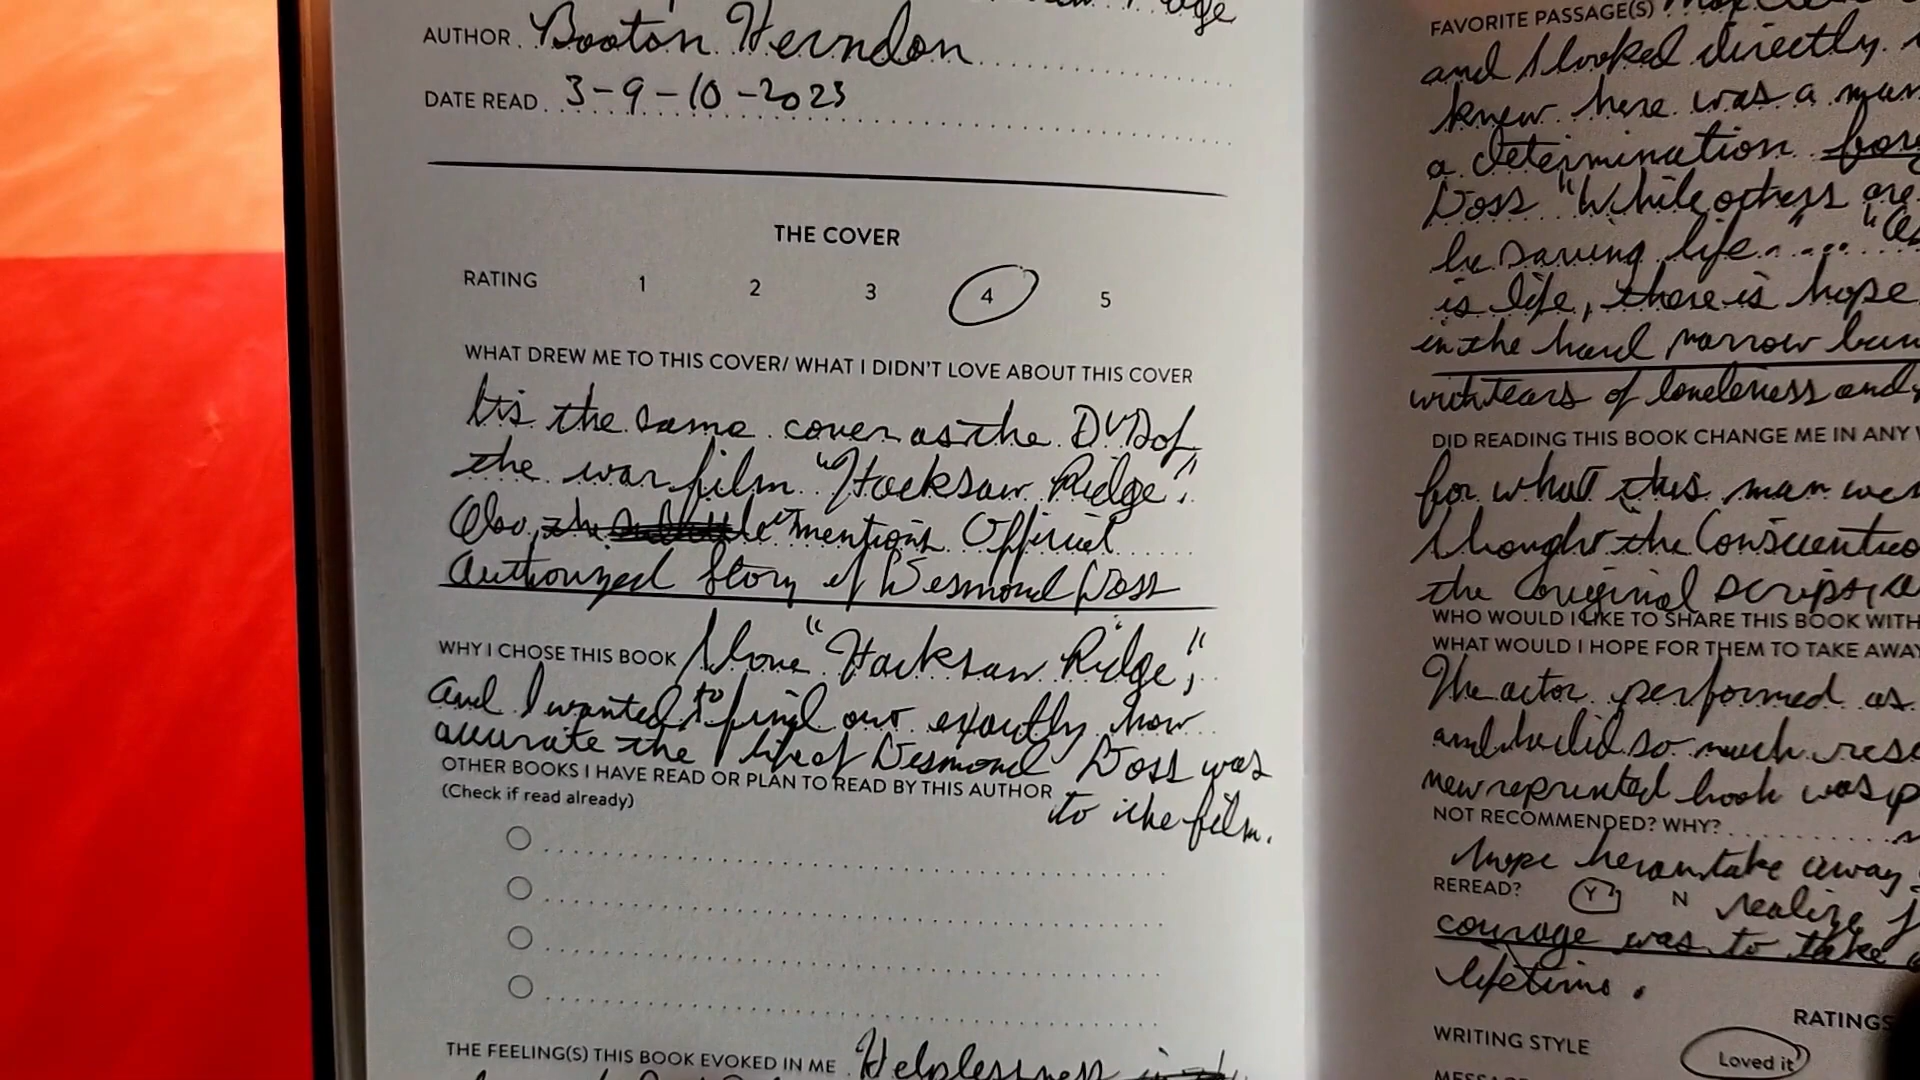 AUTHOR. Booton Herndon
DATE READ. 3-9-10-2023
THE COVER
RATING 1 2 3 4 5
WHAT DREW ME TO THIS COVER/ WHAT I DIDN'T LOVE ABOUT THIS COVER
It's the same cover as the DVD of
the war film "Hacksaw Ridge".
Also, it mentions Official
Authorized Story of Desmond Doss
WHY I CHOSE THIS BOOK I love "Hacksaw Ridge",
and I wanted to find out exactly how
accurate the life of Desmond Doss was
to the film.
OTHER BOOKS I HAVE READ OR PLAN TO READ BY THIS AUTHOR
(Check if read already)
THE FEELING(S) THIS BOOK EVOKED IN ME Helplessness
FAVORITE PASSAGE(S)
and I looked directly
knew here was a man
a determination
Doss "While others are
be saving life....
is life, there is hope
in the hard narrow
with tears of loneliness and
DID READING THIS BOOK CHANGE ME IN ANY
for what this man
thought the
the original
WHO WOULD I LIKE TO SHARE THIS BOOK WITH
WHAT WOULD I HOPE FOR THEM TO TAKE AWAY
The actor performed as
and he did so much
new reprinted book was
NOT RECOMMENDED? WHY?
hope he can take away
REREAD? Y N realize
courage was to take
lifetime.
RATINGS
WRITING STYLE Loved it